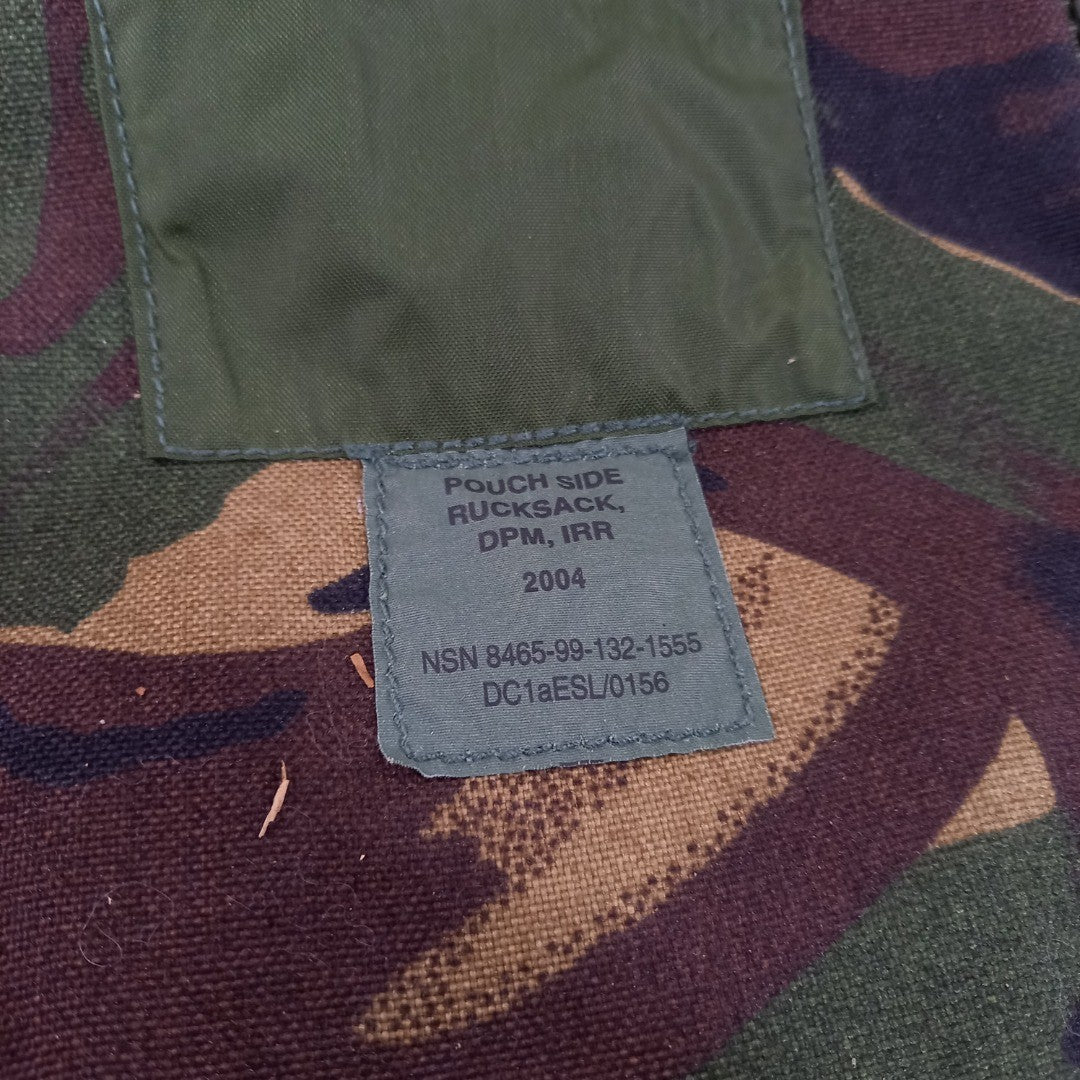 POUCH SIDE
RUCKSACK,
DPM, IRR
2004
NSN 8465-99-132-1555
DC1aESL/0156